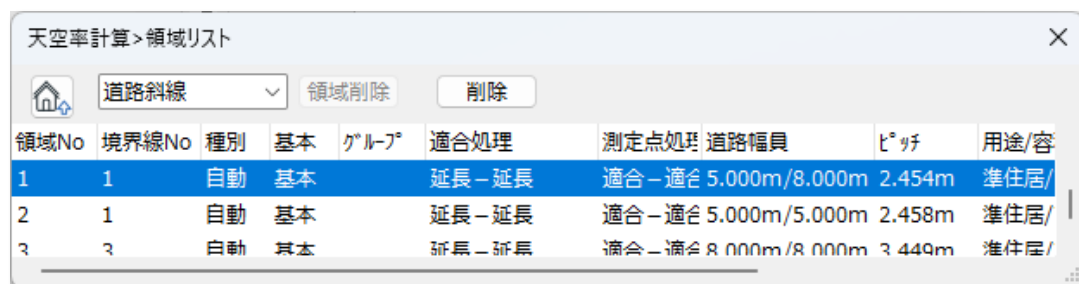 天空率計算>領域リスト
道路斜線 領域削除 削除
領域No 境界線No 種別 基本 ｸﾞﾙｰﾌﾟ 適合処理 測定点処理 道路幅員 ﾋﾟｯﾁ 用途/容
1 1 自動 基本 延長－延長 適合－適合 5.000m/8.000m 2.454m 準住居/
2 1 自動 基本 延長－延長 適合－適合 5.000m/5.000m 2.458m 準住居/
3 3 自動 基本 延長－延長 適合－適合 8.000m/8.000m 3.449m 準住居/